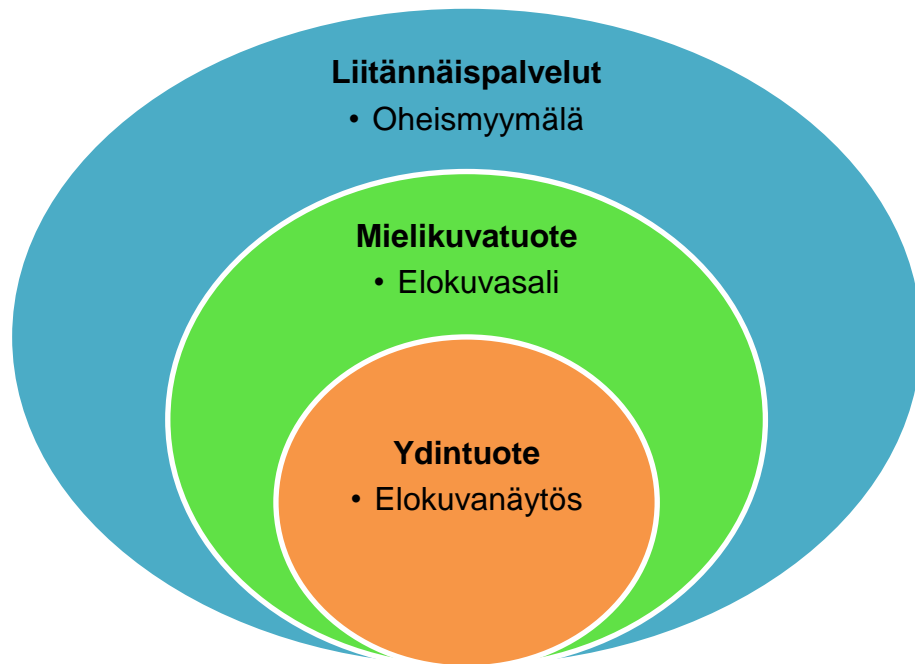 Liitännäispalvelut
• Oheismyymälä
Mielikuvatuote
• Elokuvasali
Ydintuote
• Elokuvanäytös